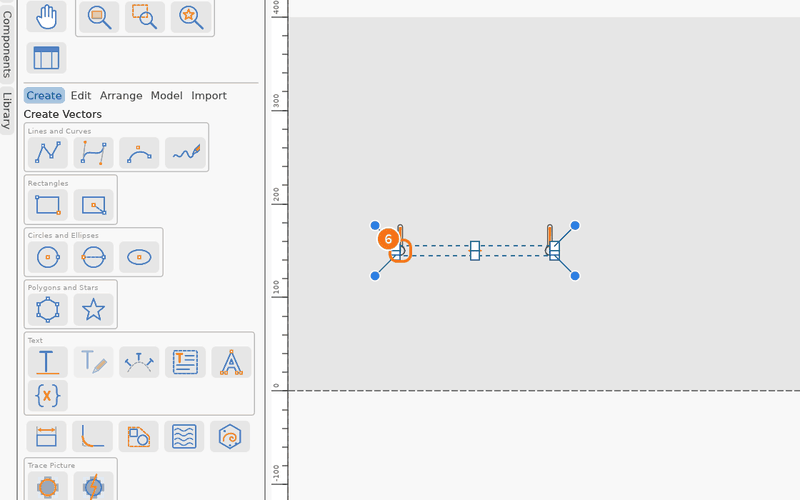 Components
Library
Create Edit Arrange Model Import
Create Vectors
Lines and Curves
Rectangles
Circles and Ellipses
Polygons and Stars
Text
T T T T A
{X}
Trace Picture
400
300
200
100
0
-100
6